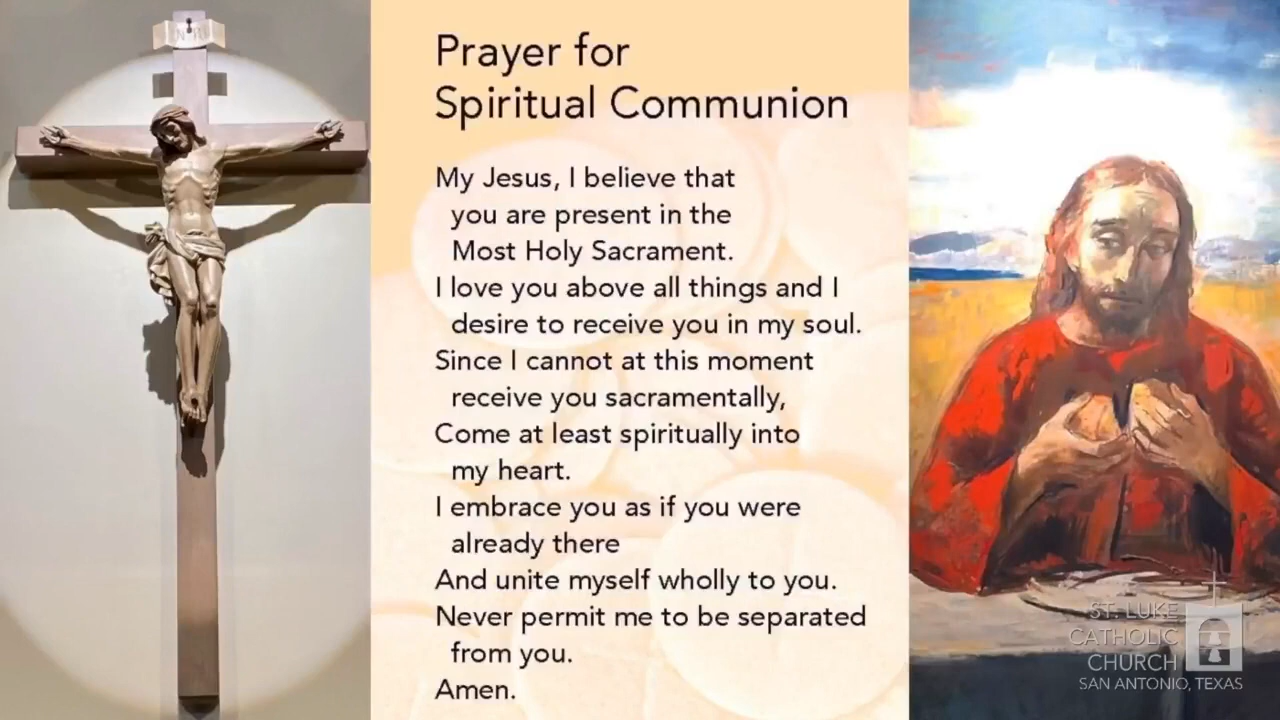 Prayer for
Spiritual Communion
My Jesus, I believe that
you are present in the
Most Holy Sacrament.
I love you above all things and I
desire to receive you in my soul.
Since I cannot at this moment
receive you sacramentally,
Come at least spiritually into
my heart.
I embrace you as if you were
already there
And unite myself wholly to you.
Never permit me to be separated
from you.
Amen.
ST. LUKE
CATHOLIC
CHURCH
SAN ANTONIO, TEXAS